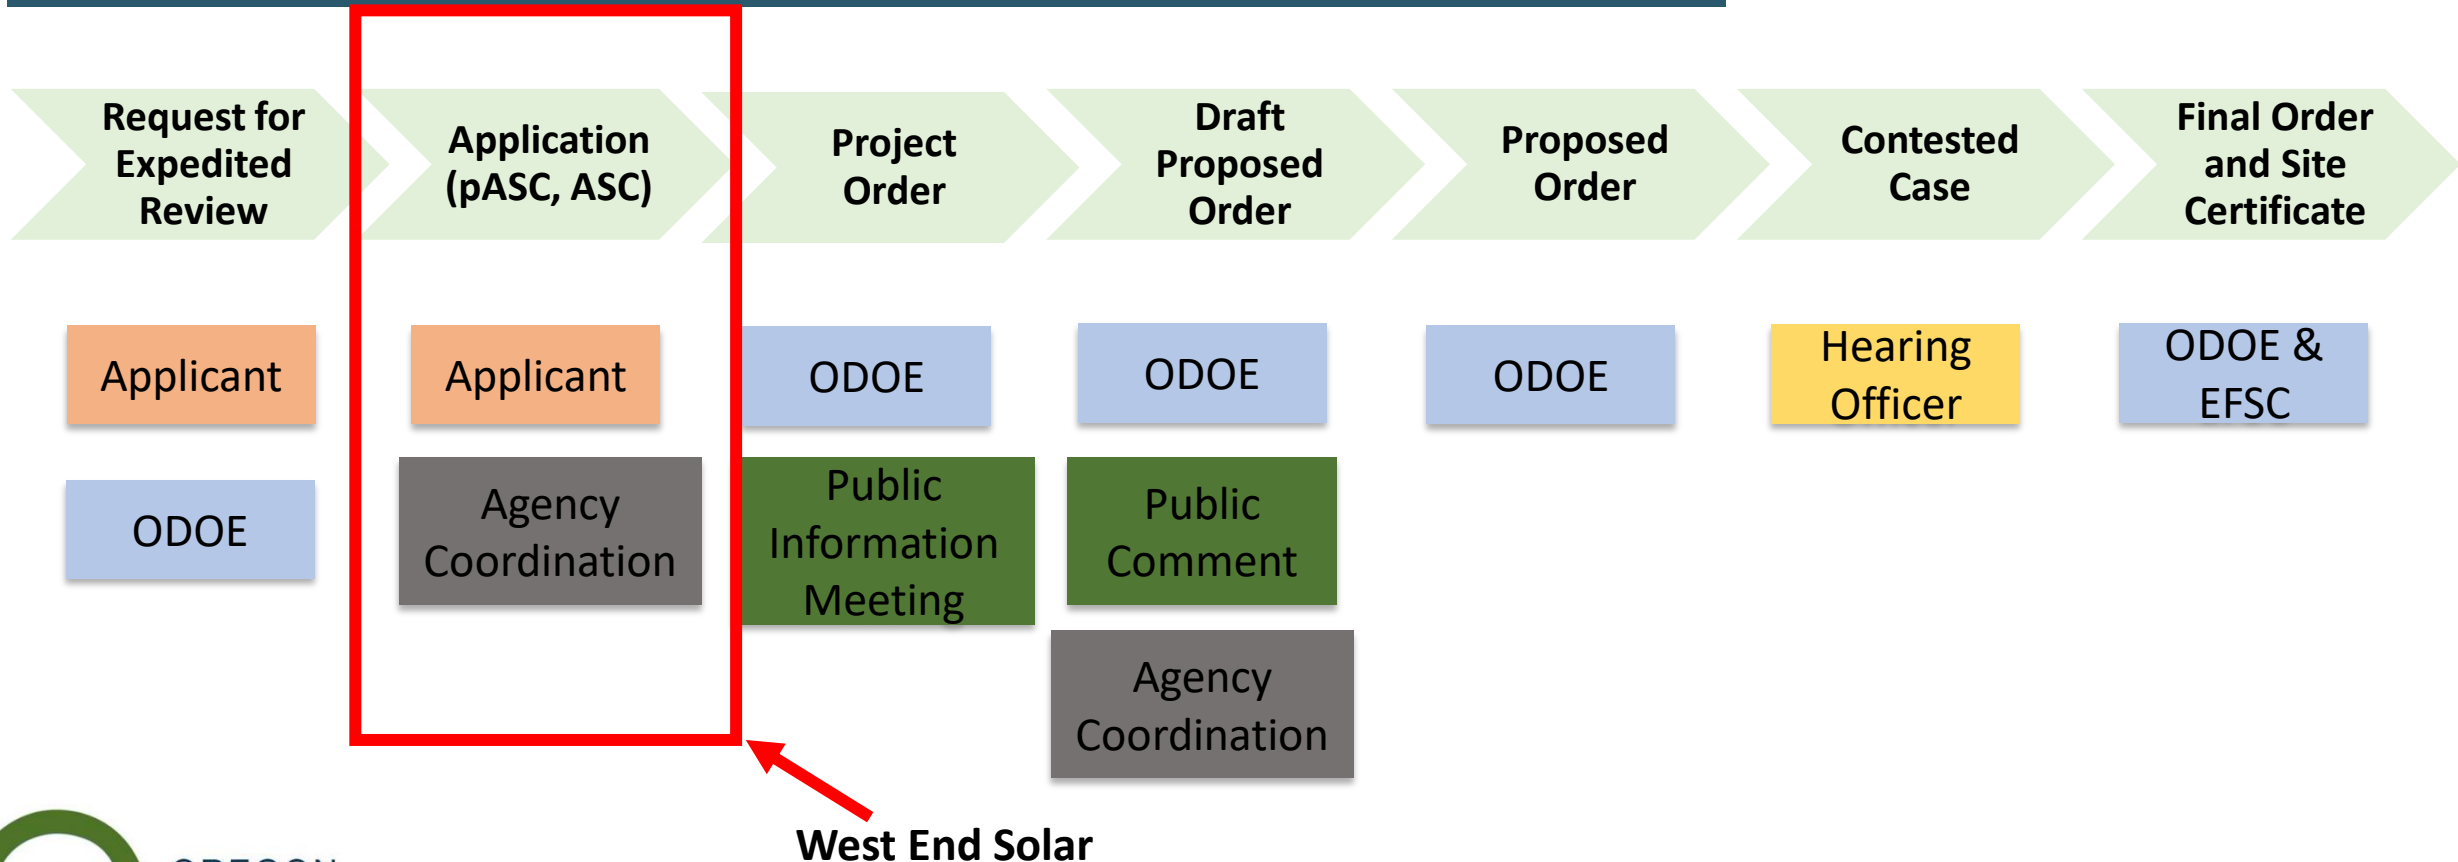 Request for
Expedited
Review
Application
(pASC, ASC)
Project
Order
Draft
Proposed
Order
Proposed
Order
Contested
Case
Final Order
and Site
Certificate
Applicant
Applicant
ODOE
ODOE
ODOE
Hearing
Officer
ODOE &
EFSC
ODOE
Agency
Coordination
Public
Information
Meeting
Public
Comment
Agency
Coordination
West End Solar
OREGON